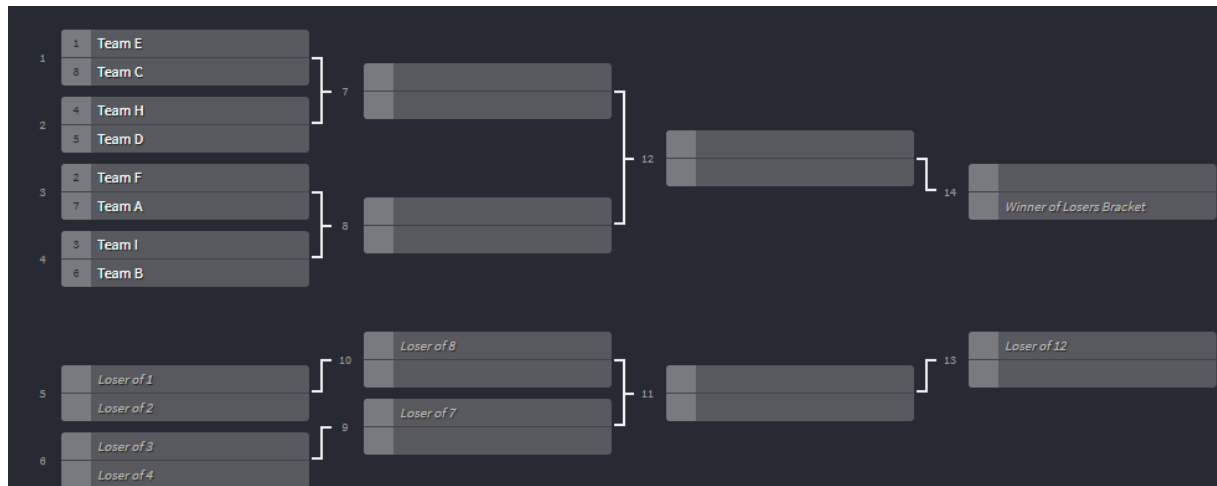 1 1 Team E
8 Team C
2 4 Team H
5 Team D
3 2 Team F
7 Team A
4 3 Team I
6 Team B
7
8
12
14
Winner of Losers Bracket
5 Loser of 1
Loser of 2
6 Loser of 3
Loser of 4
10 Loser of 8
9 Loser of 7
11
13 Loser of 12